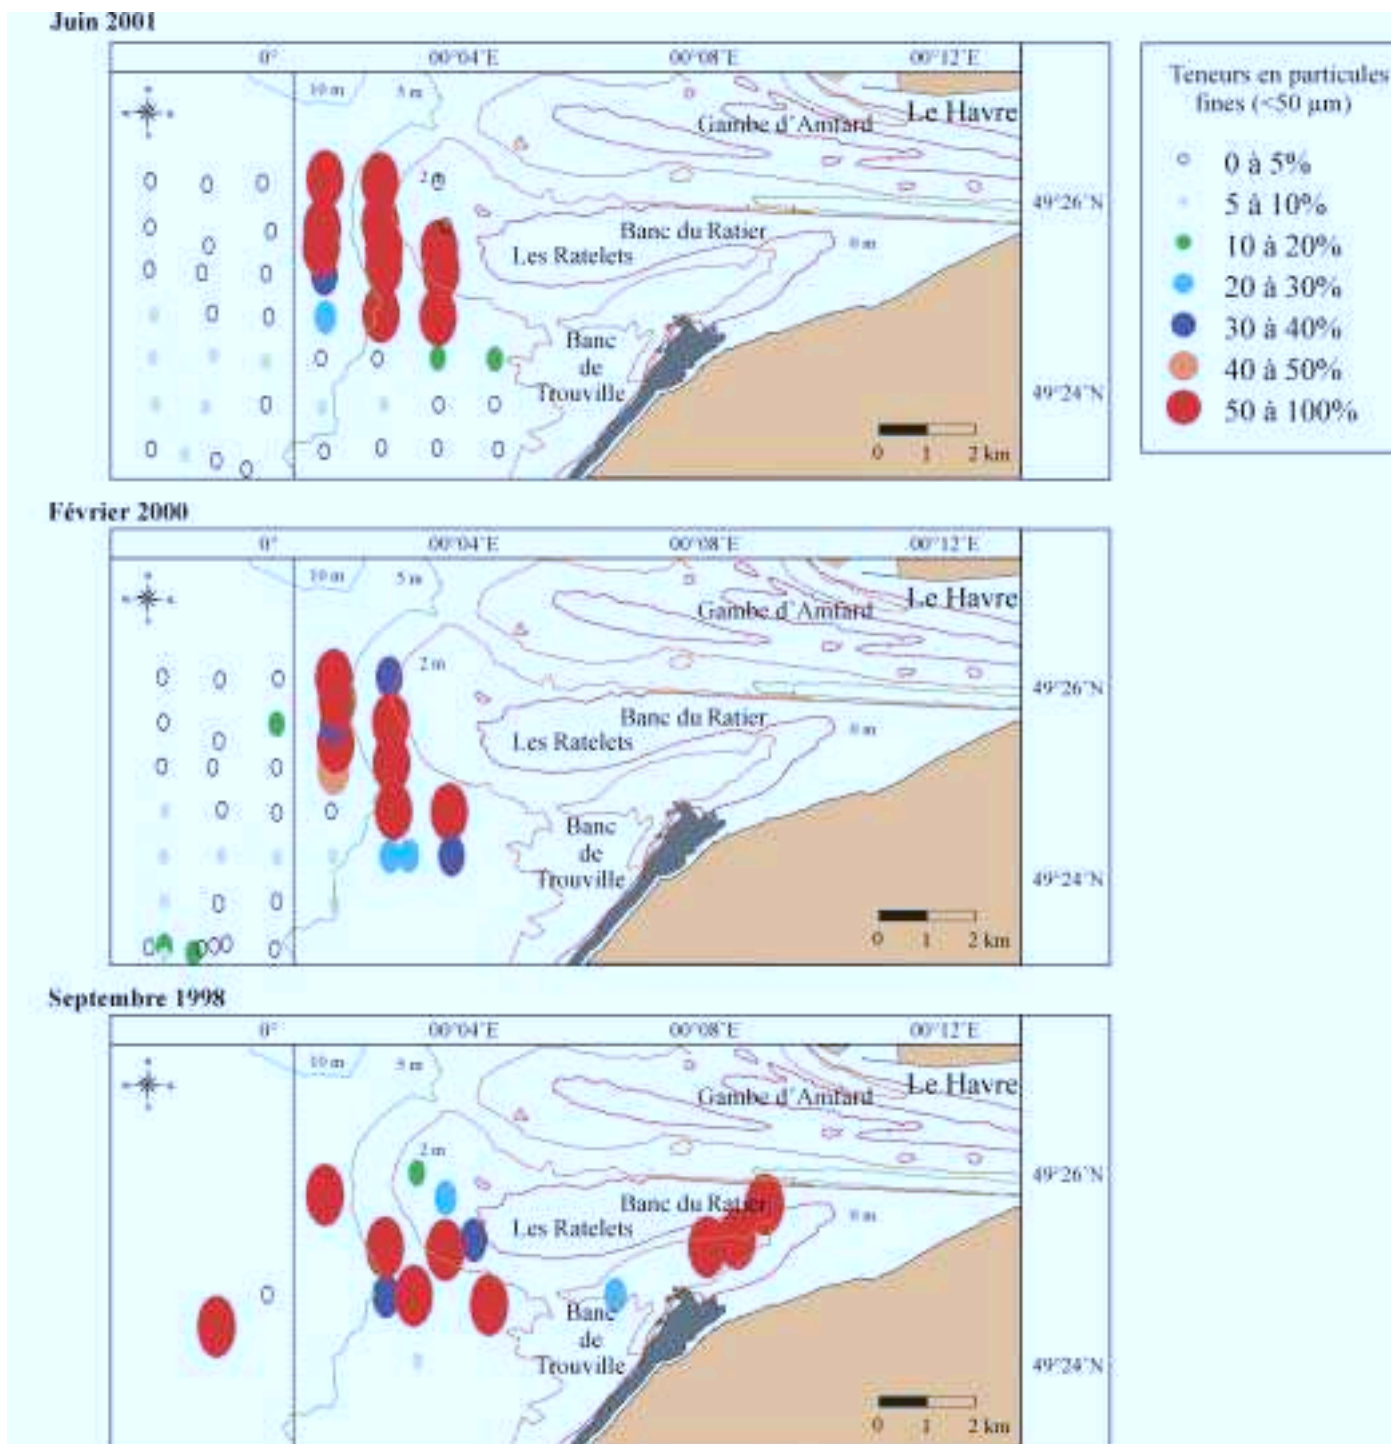 Juin 2001
0° 00°04'E 00°08'E 00°12'E
10 m 5 m
Le Havre
Gambe d'Amfard
2 m
49°26'N
Banc du Ratier
0 m
Les Ratelets
Banc
de
Trouville
49°24'N
0 1 2 km
Teneurs en particules
fines (<50 µm)
0 à 5%
5 à 10%
10 à 20%
20 à 30%
30 à 40%
40 à 50%
50 à 100%
Février 2000
0° 00°04'E 00°08'E 00°12'E
10 m 5 m
Le Havre
Gambe d'Amfard
2 m
49°26'N
Banc du Ratier
0 m
Les Ratelets
Banc
de
Trouville
49°24'N
0 1 2 km
Septembre 1998
0° 00°04'E 00°08'E 00°12'E
10 m 5 m
Le Havre
Gambe d'Amfard
2 m
49°26'N
Banc du Ratier
0 m
Les Ratelets
Banc
de
Trouville
49°24'N
0 1 2 km